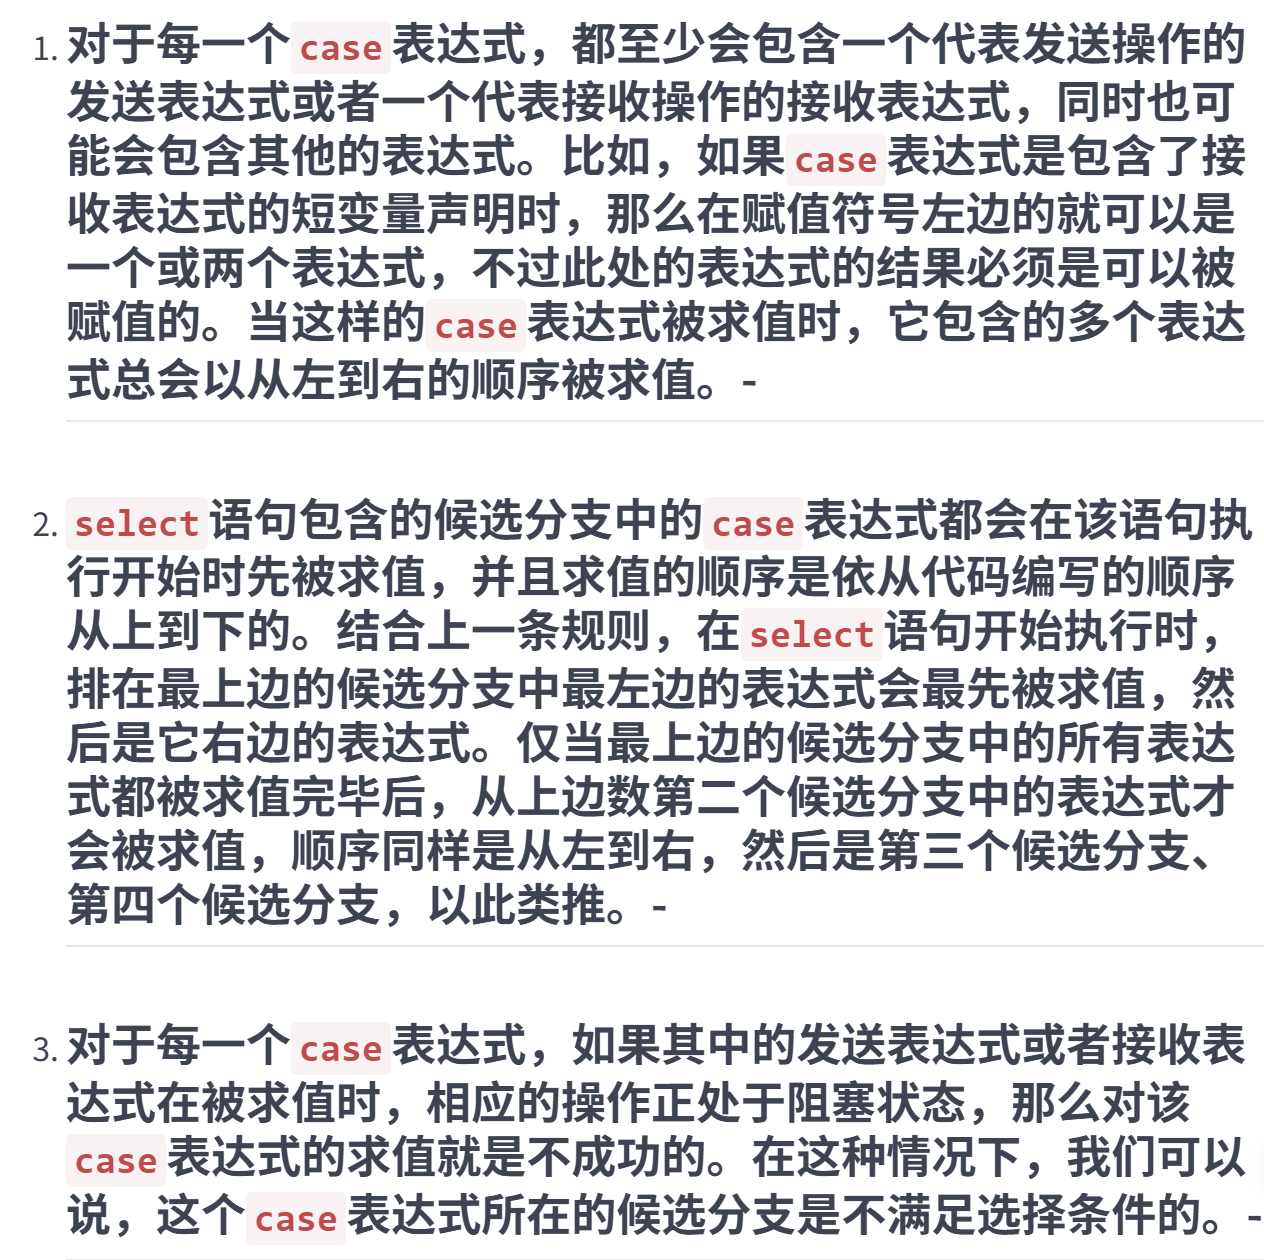 1. 对于每一个case表达式，都至少会包含一个代表发送操作的
发送表达式或者一个代表接收操作的接收表达式，同时也可
能会包含其他的表达式。比如，如果case表达式是包含了接
收表达式的短变量声明时，那么在赋值符号左边的就可以是
一个或两个表达式，不过此处的表达式的结果必须是可以被
赋值的。当这样的case表达式被求值时，它包含的多个表达
式总会以从左到右的顺序被求值。-
2. select语句包含的候选分支中的case表达式都会在该语句执
行开始时先被求值，并且求值的顺序是依从代码编写的顺序
从上到下的。结合上一条规则，在select语句开始执行时，
排在最上边的候选分支中最左边的表达式会最先被求值，然
后是它右边的表达式。仅当最上边的候选分支中的所有表达
式都被求值完毕后，从上边数第二个候选分支中的表达式才
会被求值，顺序同样是从左到右，然后是第三个候选分支、
第四个候选分支，以此类推。-
3. 对于每一个case表达式，如果其中的发送表达式或者接收表
达式在被求值时，相应的操作正处于阻塞状态，那么对该
case表达式的求值就是不成功的。在这种情况下，我们可以
说，这个case表达式所在的候选分支是不满足选择条件的。-